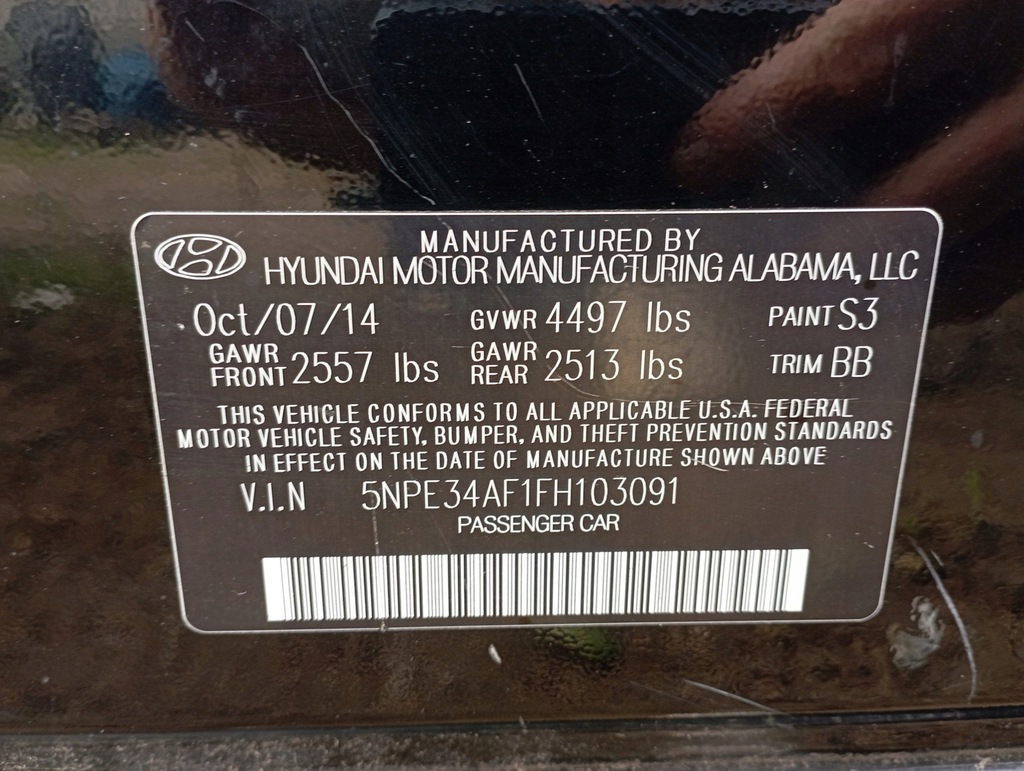 MANUFACTURED BY
HYUNDAI MOTOR MANUFACTURING ALABAMA, LLC
Oct/07/14 GVWR 4497 lbs PAINT S3
GAWR FRONT 2557 lbs GAWR REAR 2513 lbs TRIM BB
THIS VEHICLE CONFORMS TO ALL APPLICABLE U.S.A. FEDERAL
MOTOR VEHICLE SAFETY, BUMPER, AND THEFT PREVENTION STANDARDS
IN EFFECT ON THE DATE OF MANUFACTURE SHOWN ABOVE
V.I.N 5NPE34AF1FH103091
PASSENGER CAR